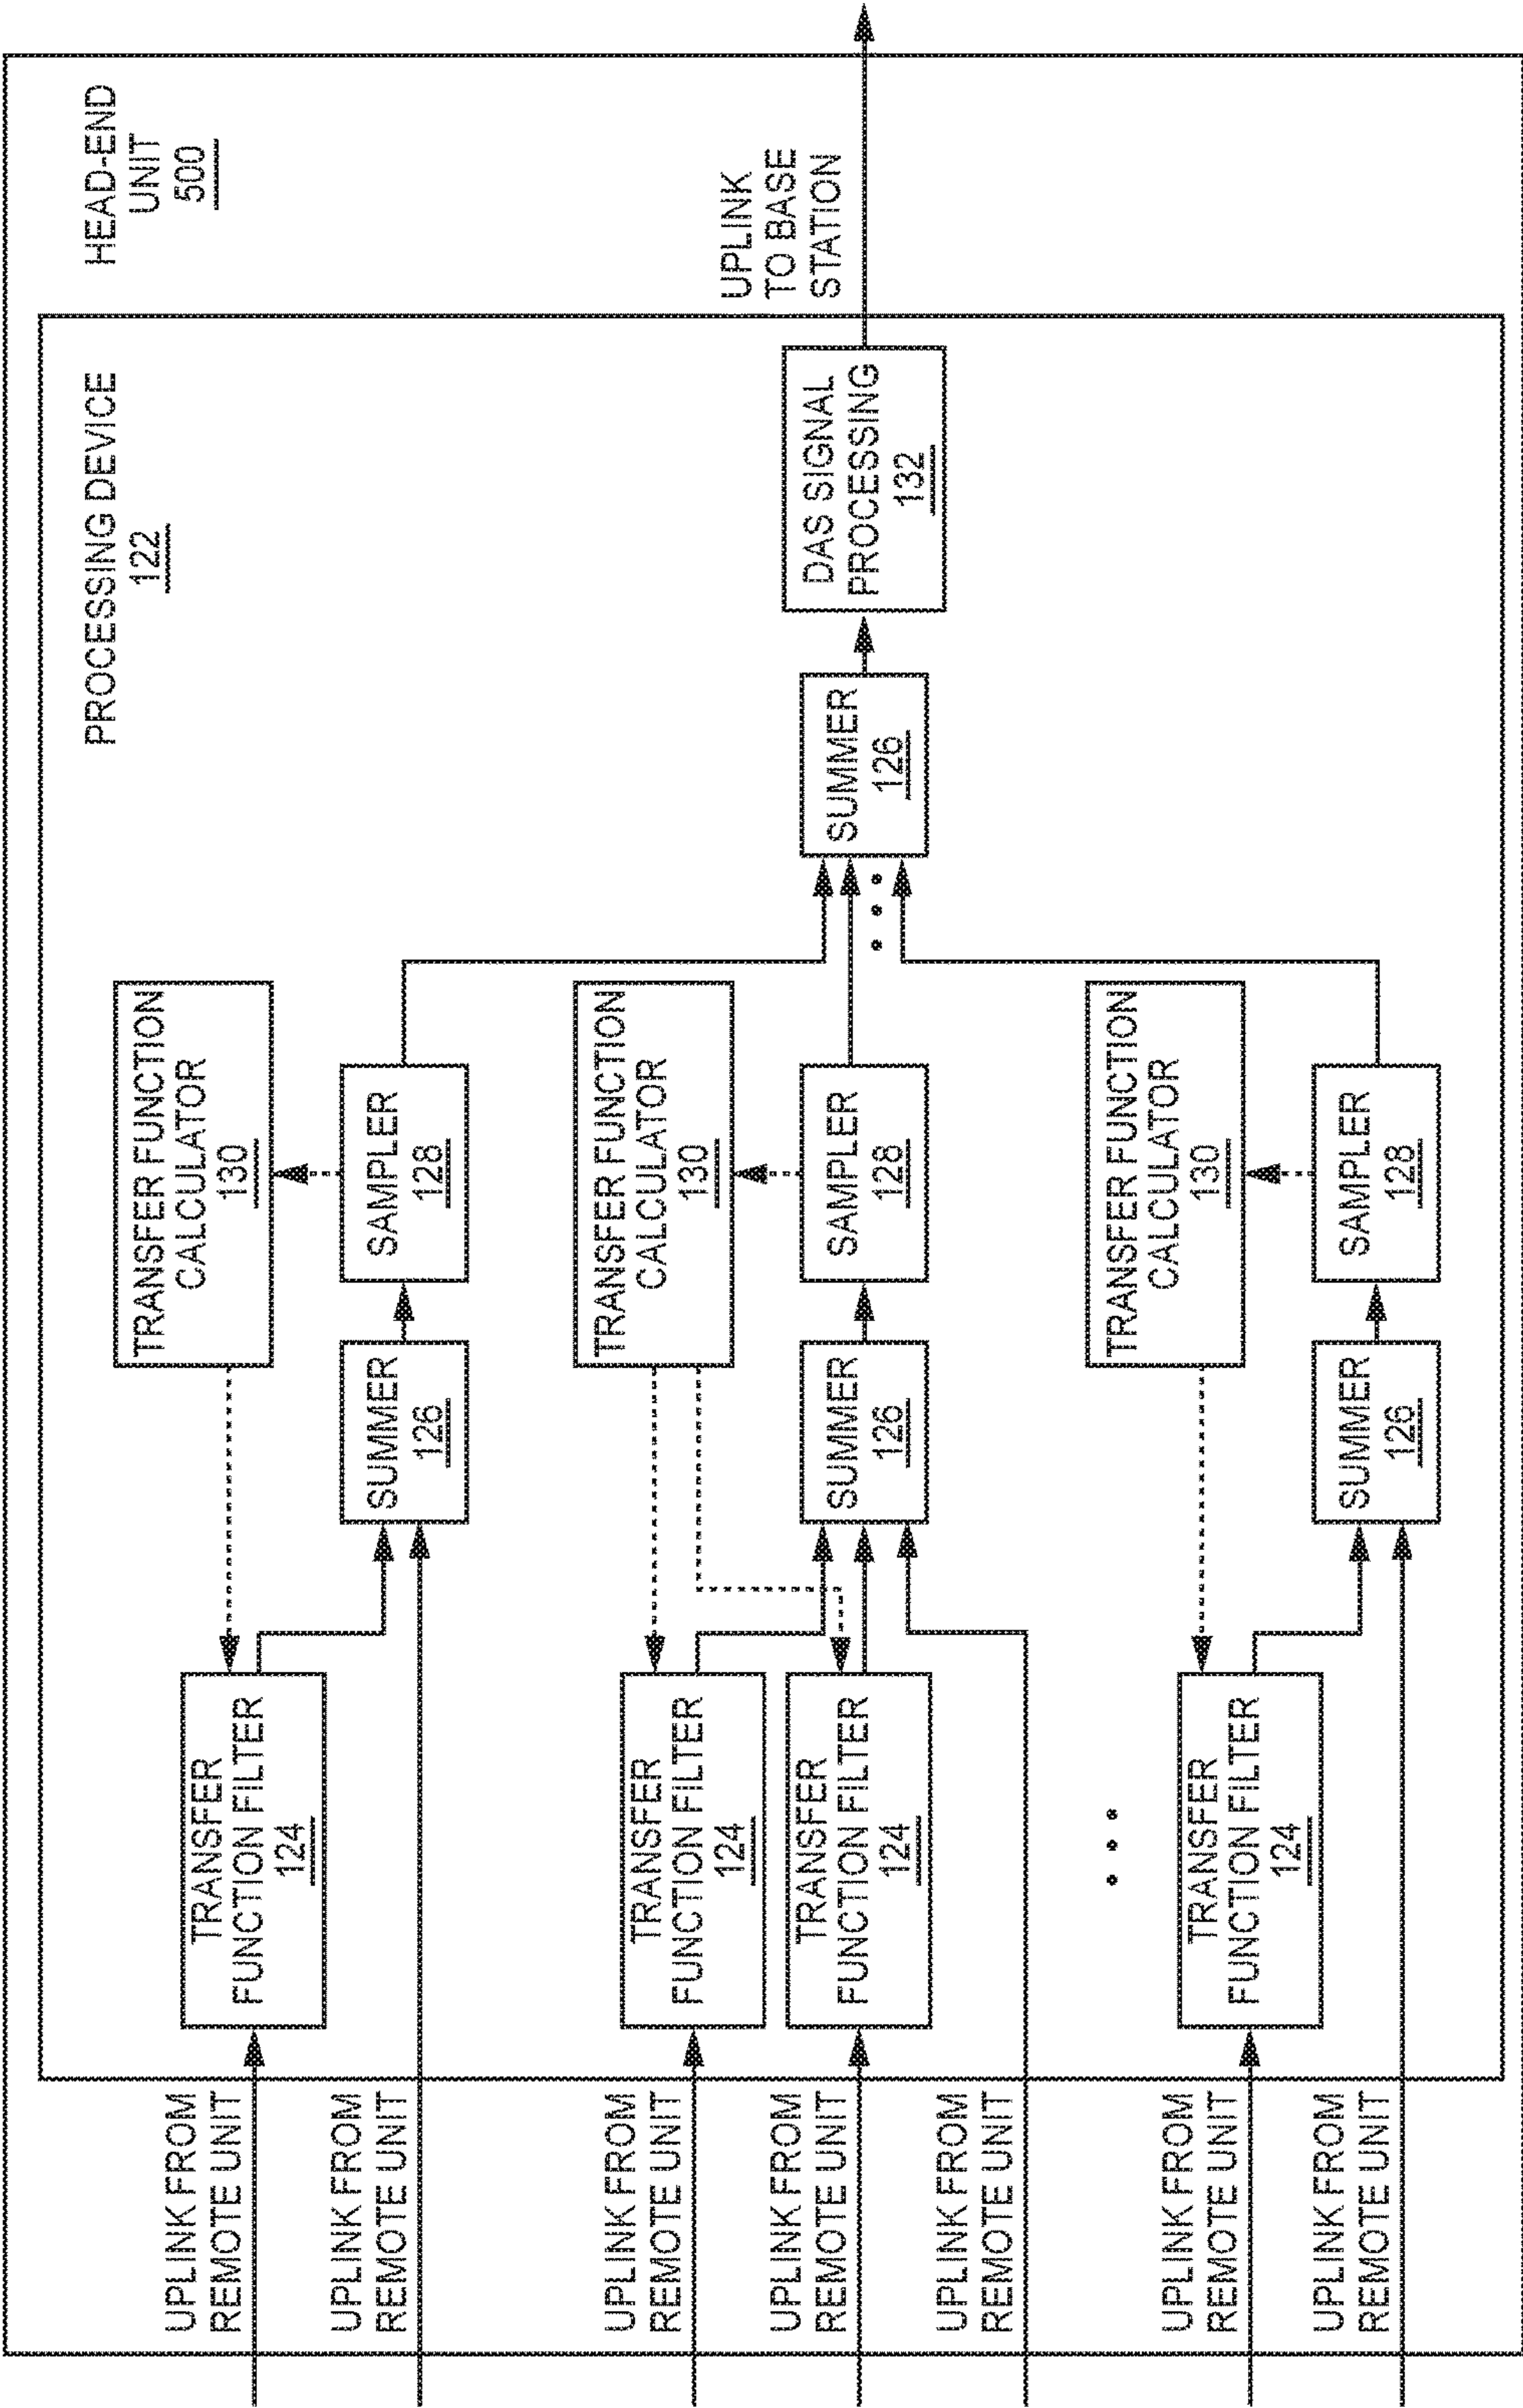 HEAD-END
UNIT
500
PROCESSING DEVICE
122
UPLINK FROM
REMOTE UNIT
TRANSFER
FUNCTION FILTER
124
TRANSFER FUNCTION
CALCULATOR
130
UPLINK FROM
REMOTE UNIT
SUMMER
126
SAMPLER
128
UPLINK FROM
REMOTE UNIT
TRANSFER
FUNCTION FILTER
124
TRANSFER FUNCTION
CALCULATOR
130
UPLINK FROM
REMOTE UNIT
TRANSFER
FUNCTION FILTER
124
SUMMER
126
SAMPLER
128
SUMMER
126
DAS SIGNAL
PROCESSING
132
UPLINK
TO BASE
STATION
UPLINK FROM
REMOTE UNIT
UPLINK FROM
REMOTE UNIT
TRANSFER
FUNCTION FILTER
124
TRANSFER FUNCTION
CALCULATOR
130
UPLINK FROM
REMOTE UNIT
SUMMER
126
SAMPLER
128